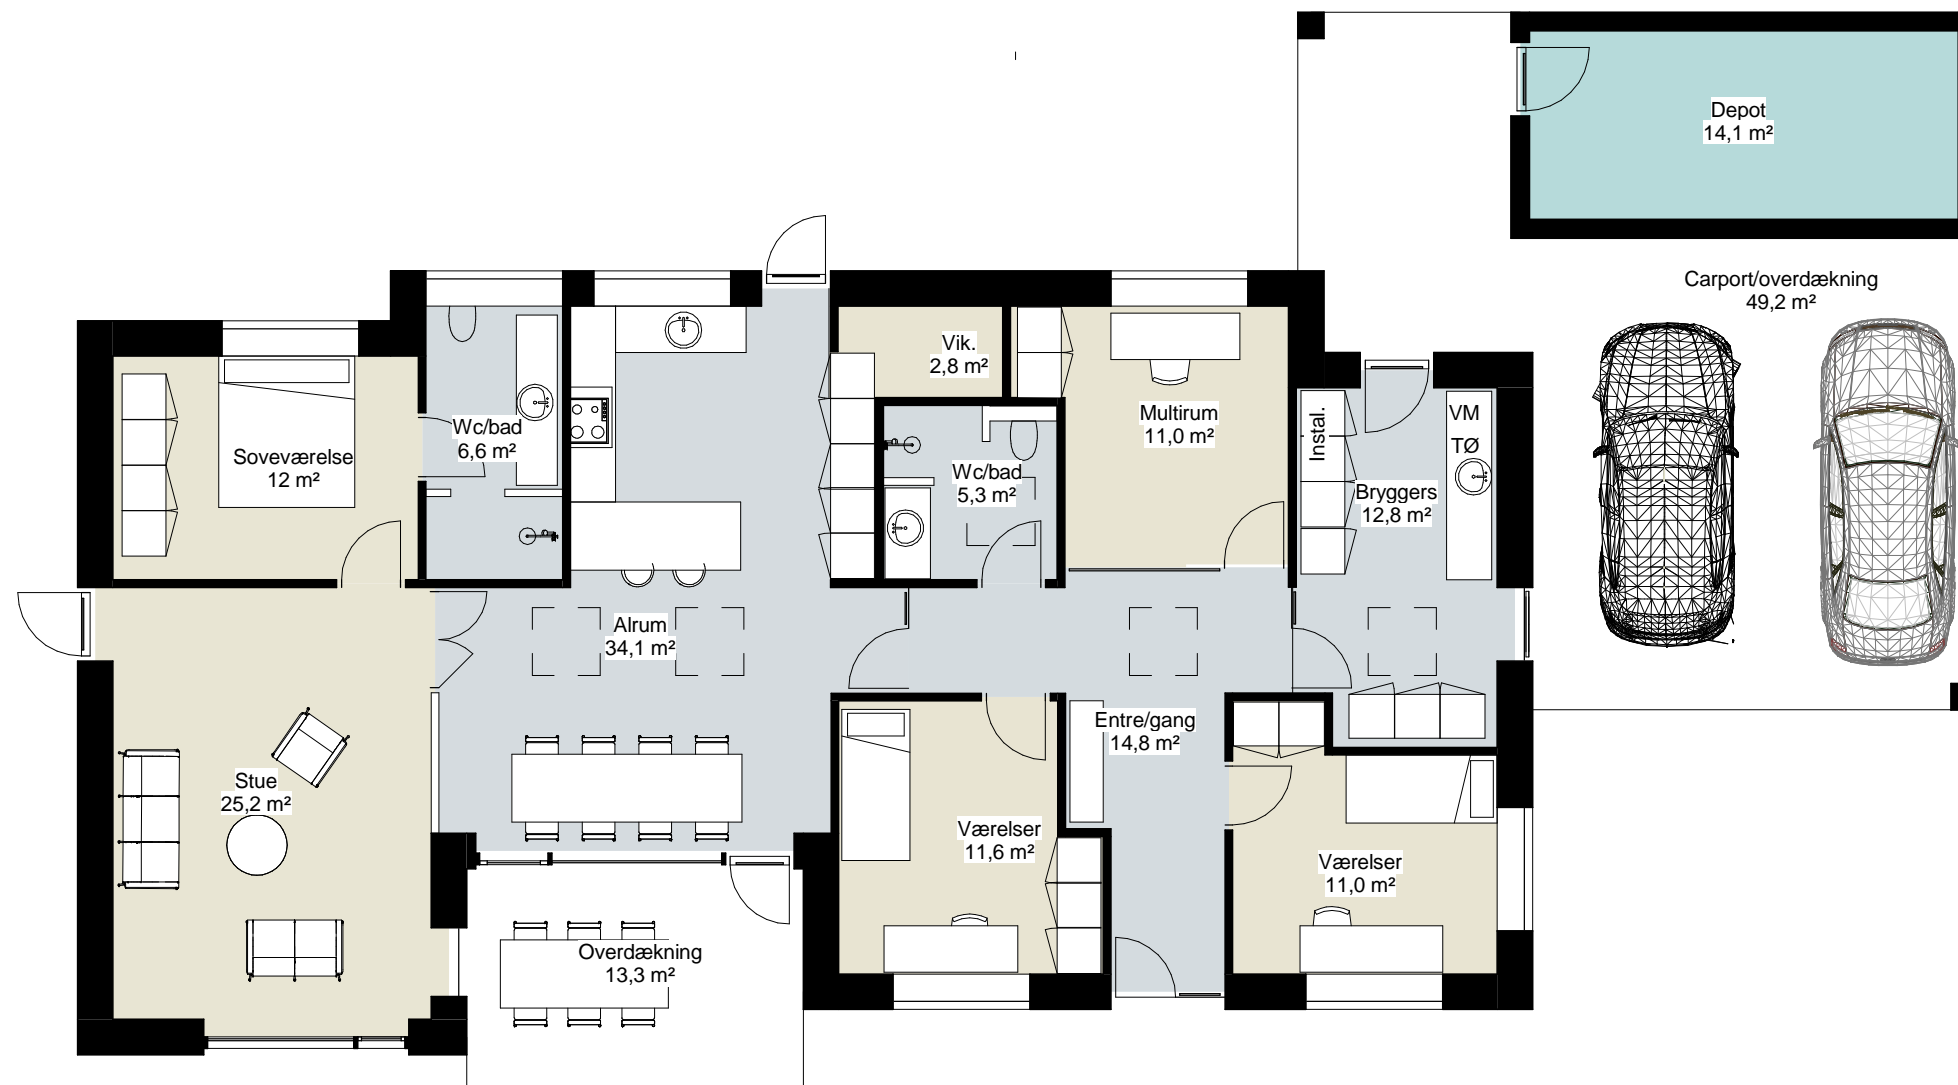 Depot
14,1 m²
Carport/overdækning
49,2 m²
Vik.
2,8 m²
Multirum
11,0 m²
Instal.
VM
TØ
Wc/bad
6,6 m²
Soveværelse
12 m²
Wc/bad
5,3 m²
Bryggers
12,8 m²
Alrum
34,1 m²
Entre/gang
14,8 m²
Stue
25,2 m²
Værelser
11,6 m²
Værelser
11,0 m²
Overdækning
13,3 m²